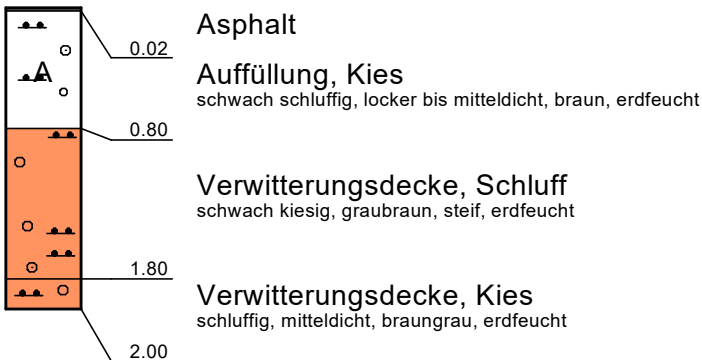 Asphalt
0.02
A
Auffüllung, Kies
schwach schluffig, locker bis mitteldicht, braun, erdfeucht
0.80
Verwitterungsdecke, Schluff
schwach kiesig, graubraun, steif, erdfeucht
1.80
Verwitterungsdecke, Kies
schluffig, mitteldicht, braungrau, erdfeucht
2.00